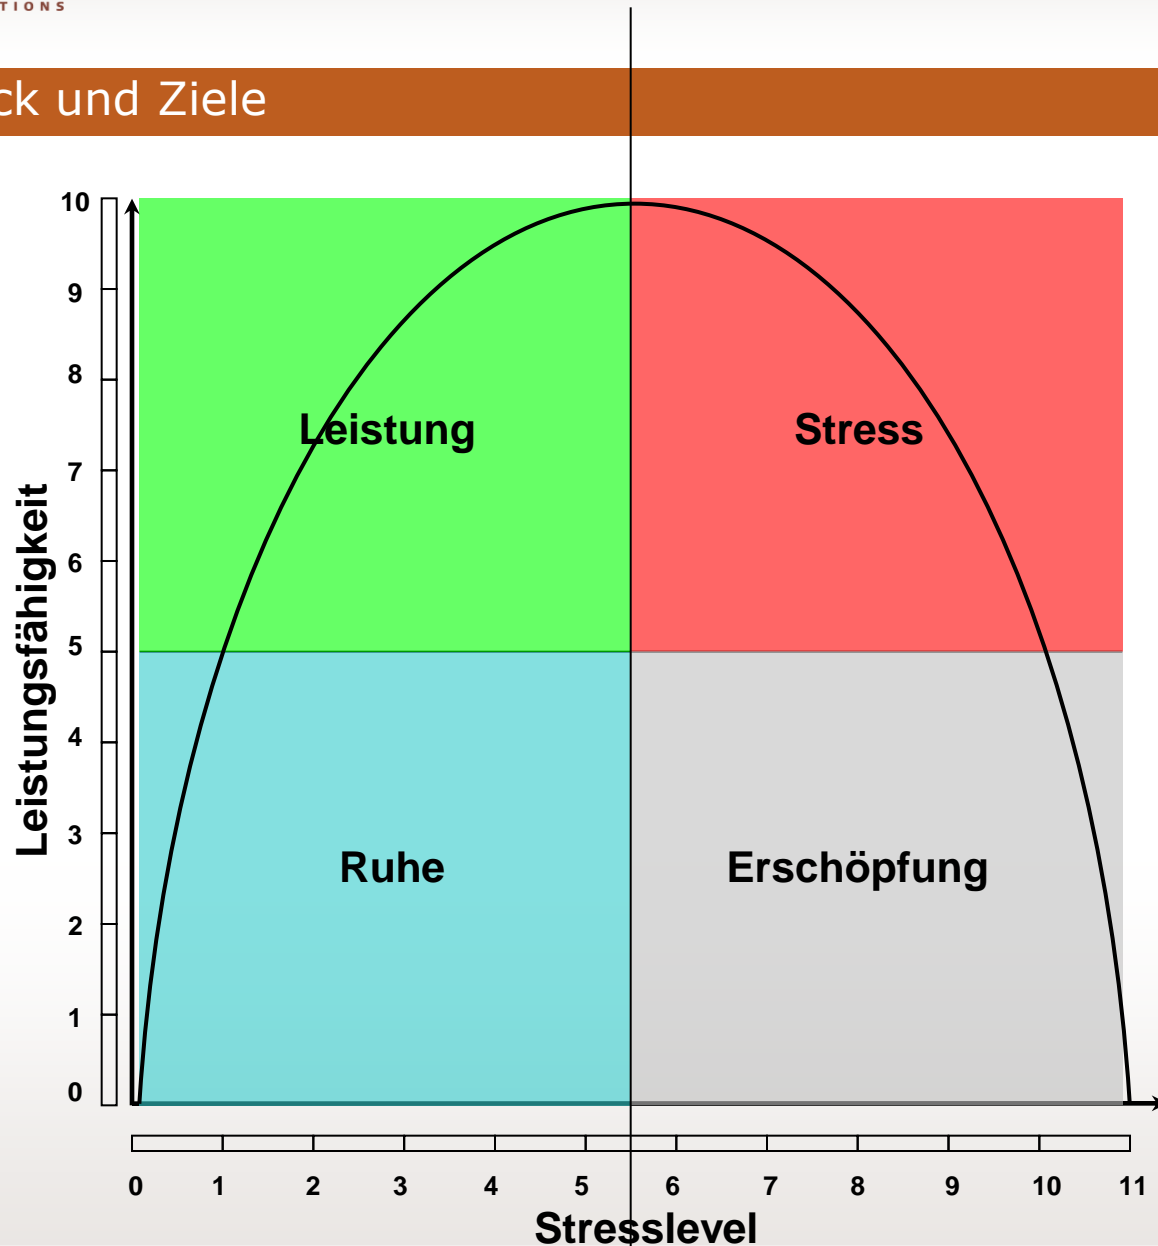 TIONS
ck und Ziele
10
9
8
7
6
5
4
3
2
1
0
Leistungsfähigkeit
Leistung
Stress
Ruhe
Erschöpfung
0 1 2 3 4 5 6 7 8 9 10 11
Stresslevel